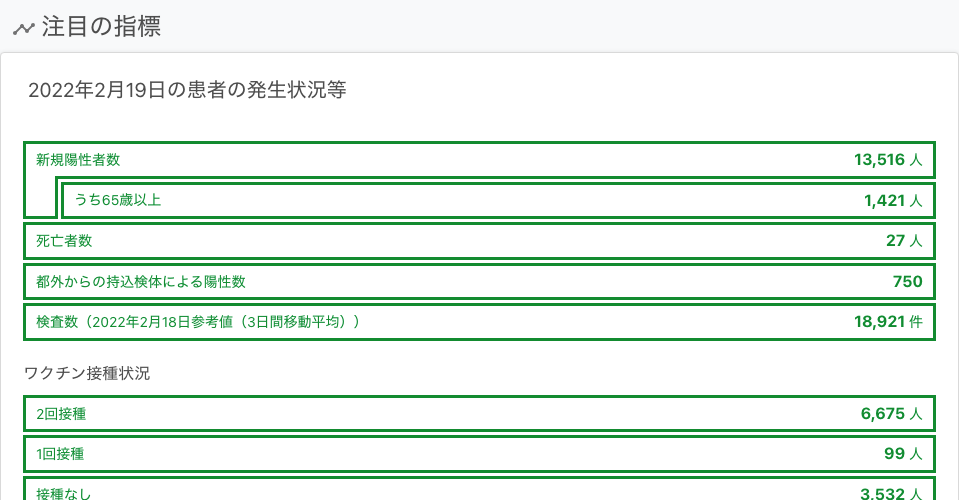 注目の指標
2022年2月19日の患者の発生状況等
新規陽性者数 13,516 人
うち65歳以上 1,421 人
死亡者数 27 人
都外からの持込検体による陽性数 750
検査数（2022年2月18日参考値（3日間移動平均）） 18,921 件
ワクチン接種状況
2回接種 6,675 人
1回接種 99 人
接種なし 3,532 人